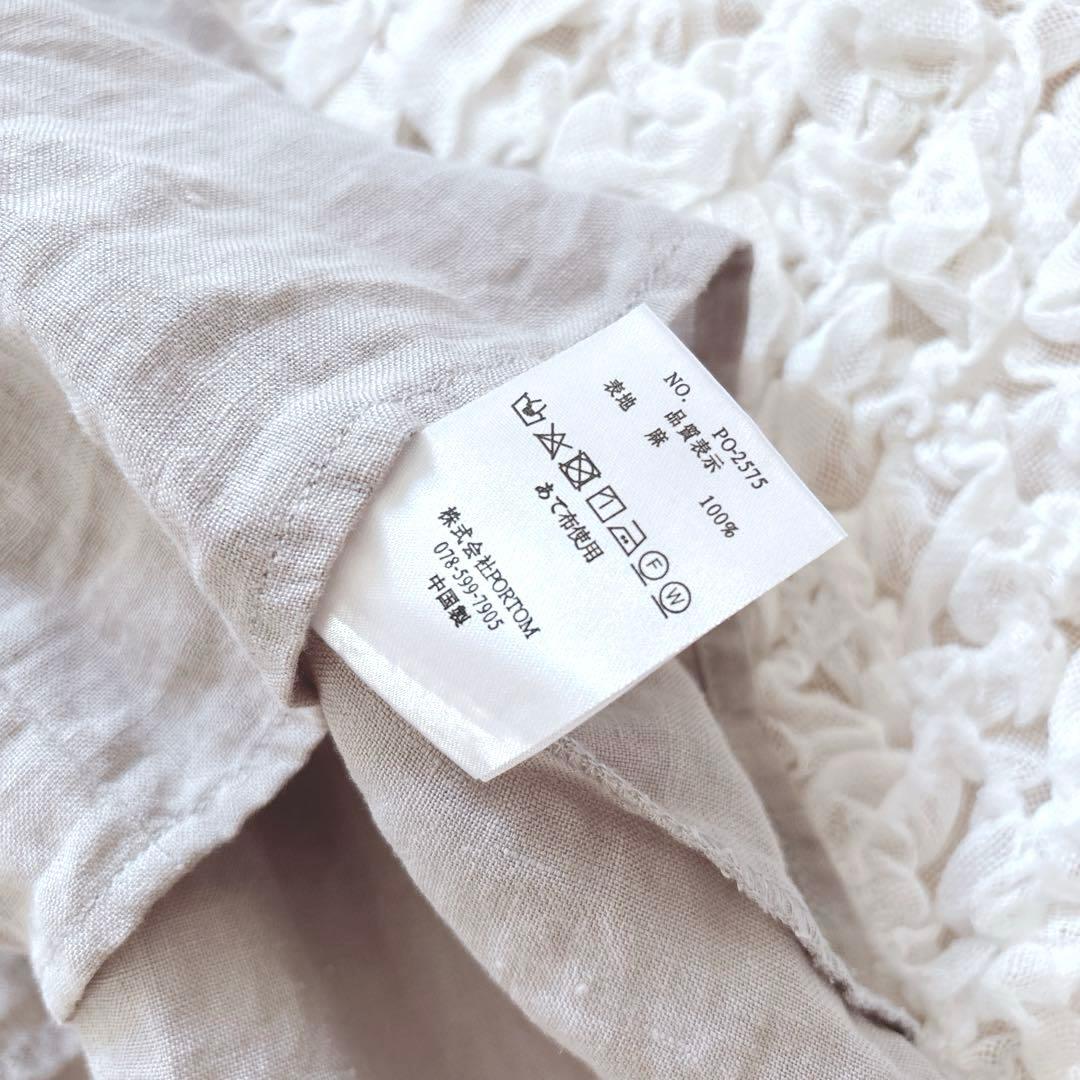 NO. PO-2575
品質表示
表地 麻 100%
あて布使用
F W
株式会社PORTOM
078-599-7905
中国製